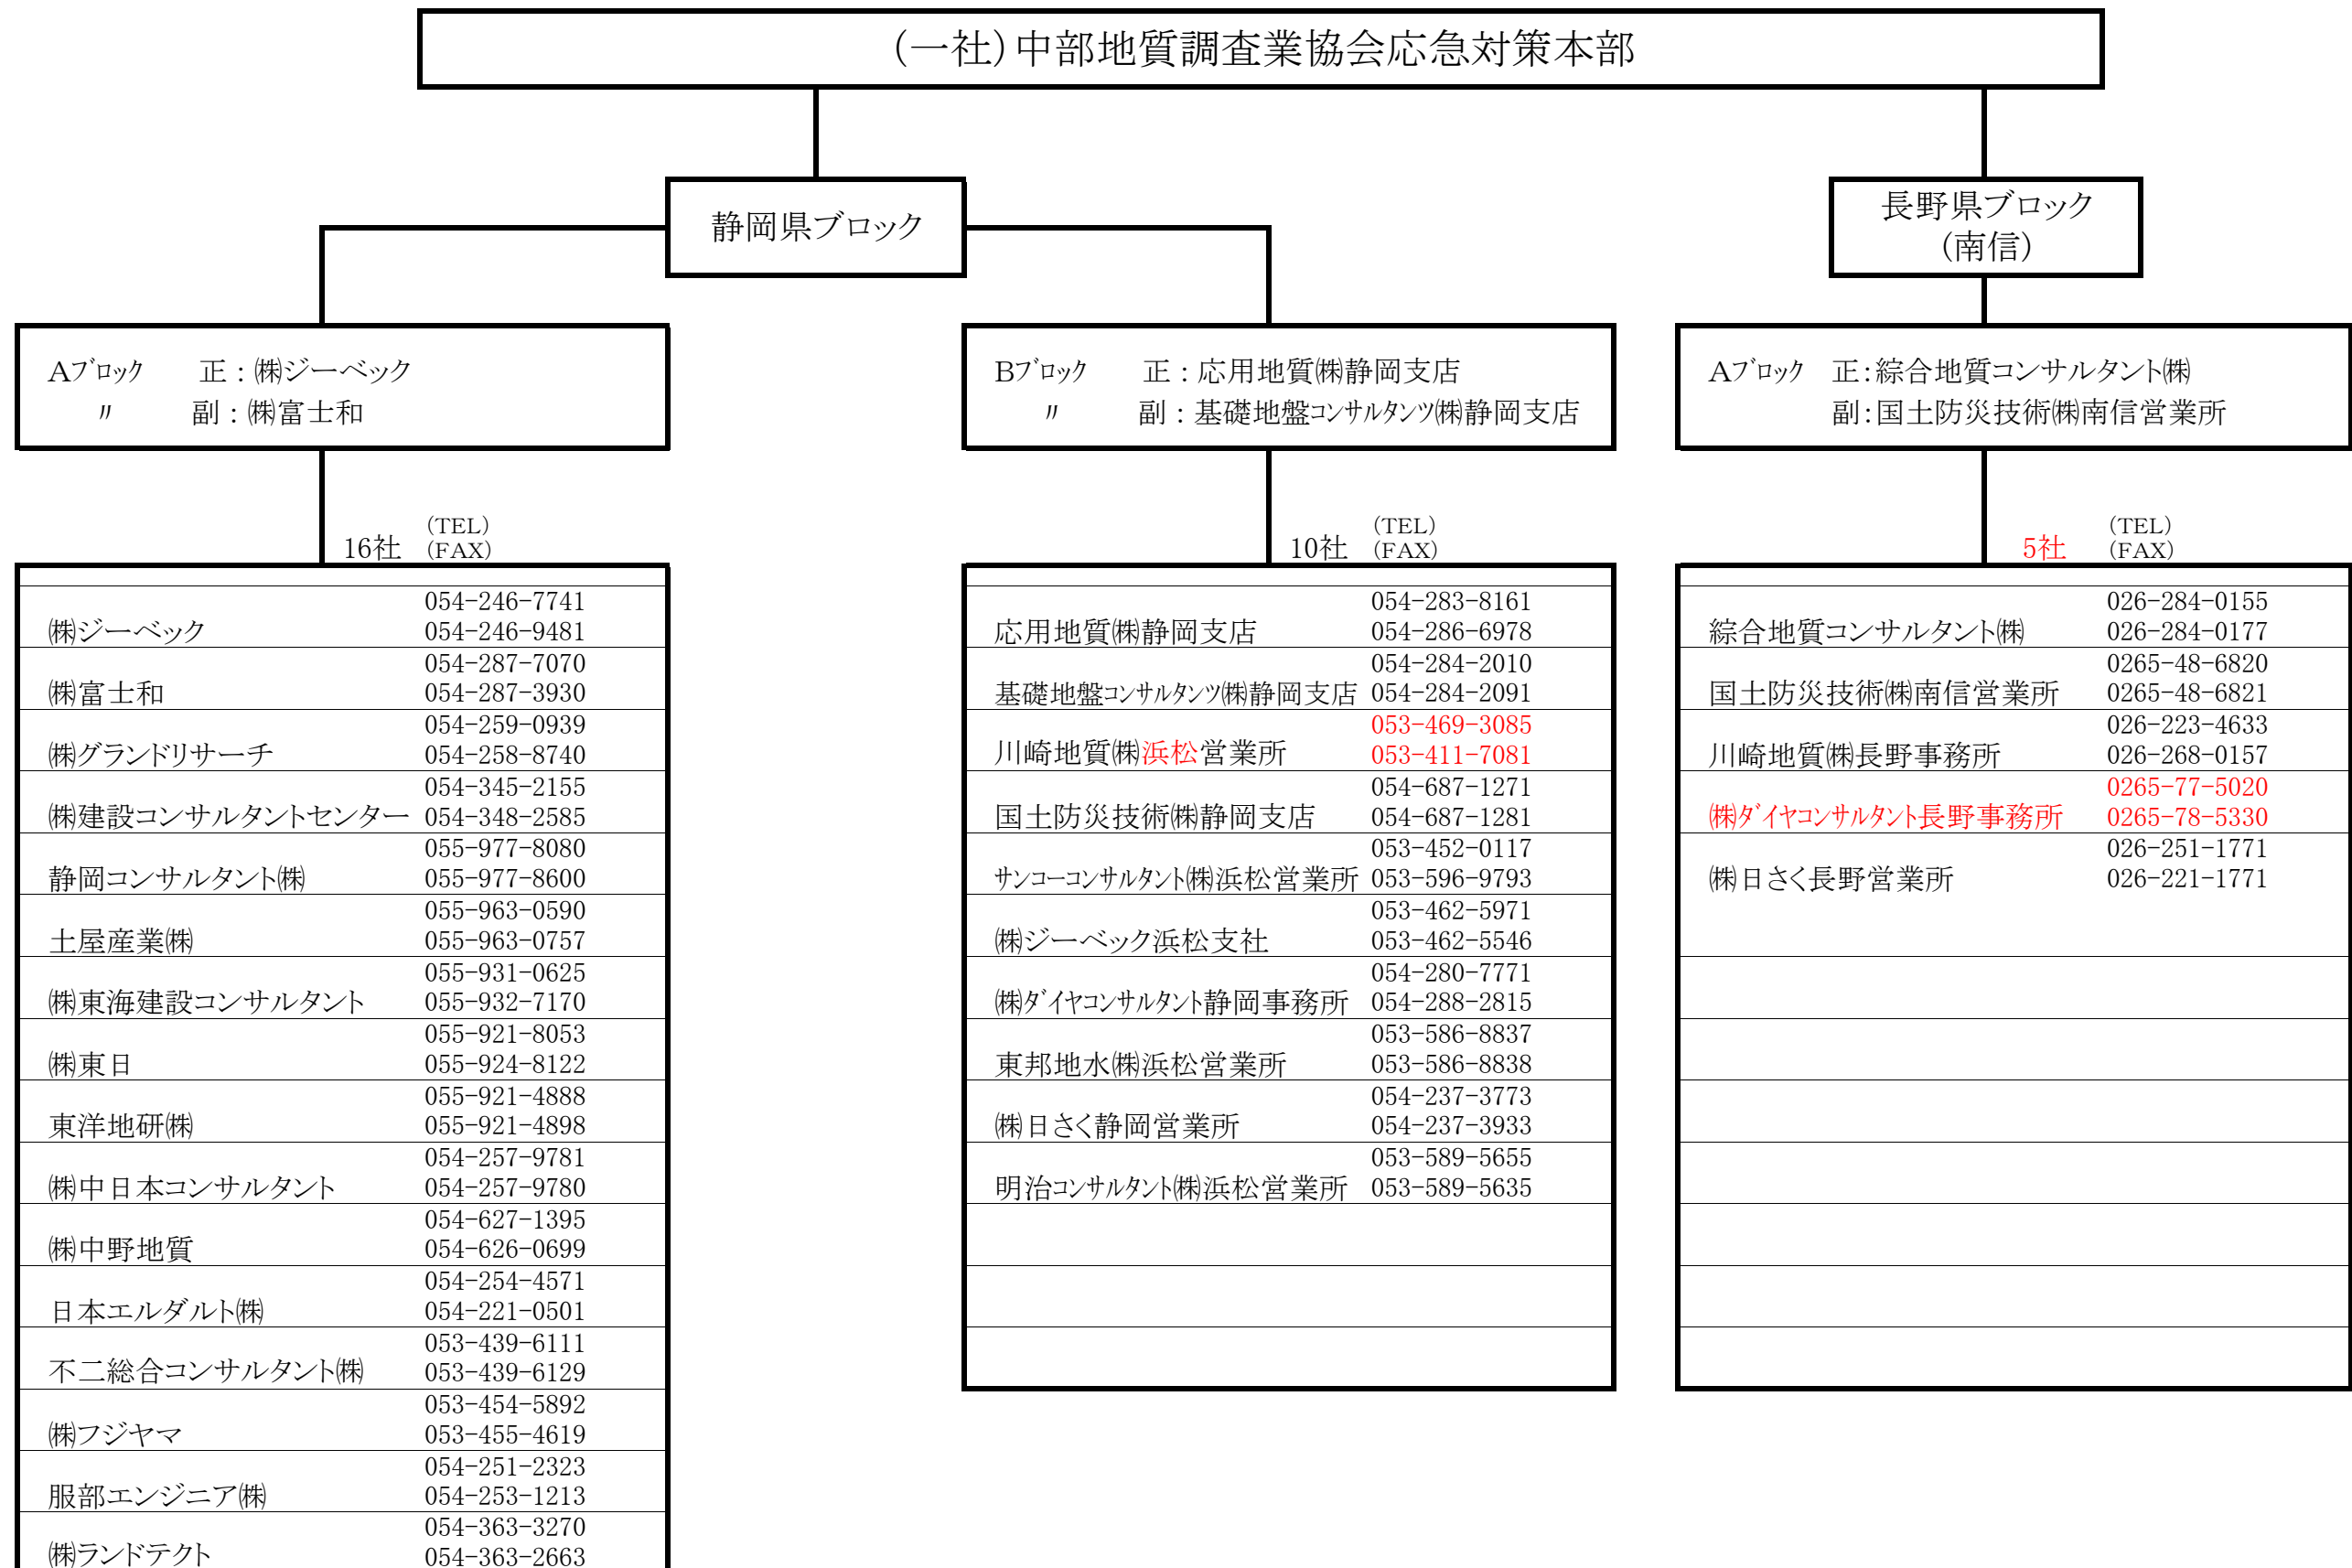 (一社)中部地質調査業協会応急対策本部
静岡県ブロック
長野県ブロック
(南信)
Aブロック 正:㈱ジーベック
〃 副:㈱富士和
Bブロック 正:応用地質㈱静岡支店
〃 副:基礎地盤コンサルタンツ㈱静岡支店
Aブロック 正:綜合地質コンサルタント㈱
副:国土防災技術㈱南信営業所
(TEL)
16社 (FAX)
054-246-7741
㈱ジーベック 054-246-9481
054-287-7070
㈱富士和 054-287-3930
054-259-0939
㈱グランドリサーチ 054-258-8740
054-345-2155
㈱建設コンサルタントセンター 054-348-2585
055-977-8080
静岡コンサルタント㈱ 055-977-8600
055-963-0590
土屋産業㈱ 055-963-0757
055-931-0625
㈱東海建設コンサルタント 055-932-7170
055-921-8053
㈱東日 055-924-8122
055-921-4888
東洋地研㈱ 055-921-4898
054-257-9781
㈱中日本コンサルタント 054-257-9780
054-627-1395
㈱中野地質 054-626-0699
054-254-4571
日本エルダルト㈱ 054-221-0501
053-439-6111
不二総合コンサルタント㈱ 053-439-6129
053-454-5892
㈱フジヤマ 053-455-4619
054-251-2323
服部エンジニア㈱ 054-253-1213
054-363-3270
㈱ランドテクト 054-363-2663
(TEL)
10社 (FAX)
054-283-8161
応用地質㈱静岡支店 054-286-6978
054-284-2010
基礎地盤コンサルタンツ㈱静岡支店 054-284-2091
053-469-3085
川崎地質㈱浜松営業所 053-411-7081
054-687-1271
国土防災技術㈱静岡支店 054-687-1281
053-452-0117
サンコーコンサルタント㈱浜松営業所 053-596-9793
053-462-5971
㈱ジーベック浜松支社 053-462-5546
054-280-7771
㈱ダイヤコンサルタント静岡事務所 054-288-2815
053-586-8837
東邦地水㈱浜松営業所 053-586-8838
054-237-3773
㈱日さく静岡営業所 054-237-3933
053-589-5655
明治コンサルタント㈱浜松営業所 053-589-5635
(TEL)
5社 (FAX)
026-284-0155
綜合地質コンサルタント㈱ 026-284-0177
0265-48-6820
国土防災技術㈱南信営業所 0265-48-6821
026-223-4633
川崎地質㈱長野事務所 026-268-0157
0265-77-5020
㈱ダイヤコンサルタント長野事務所 0265-78-5330
026-251-1771
㈱日さく長野営業所 026-221-1771